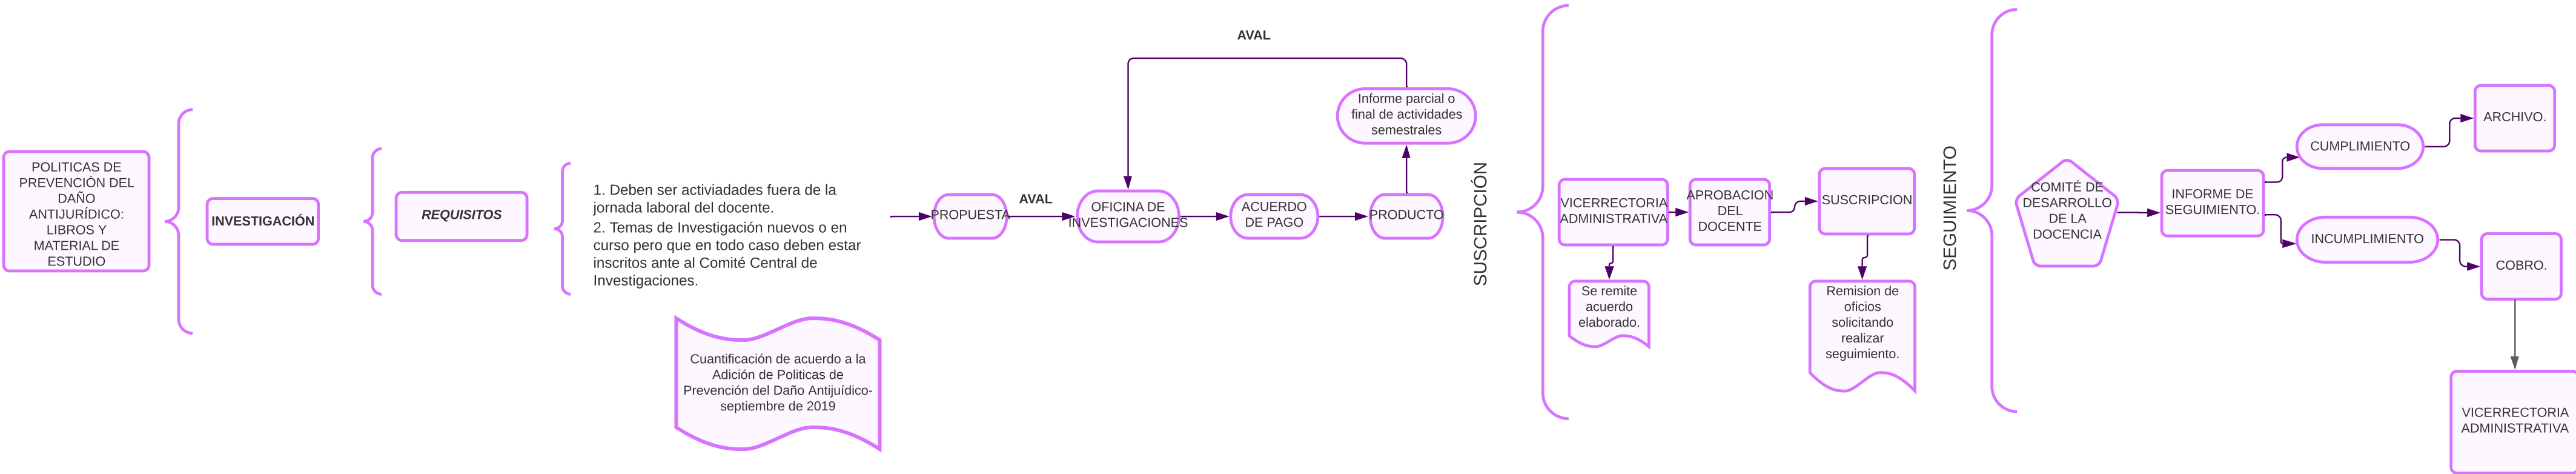 POLITICAS DE
PREVENCIÓN DEL
DAÑO
ANTIJURÍDICO:
LIBROS Y
MATERIAL DE
ESTUDIO
INVESTIGACIÓN
REQUISITOS
1. Deben ser activiadades fuera de la
jornada laboral del docente.
2. Temas de Investigación nuevos o en
curso pero que en todo caso deben estar
inscritos ante al Comité Central de
Investigaciones.
Cuantificación de acuerdo a la
Adición de Politicas de
Prevención del Daño Antijuídico-
septiembre de 2019
PROPUESTA
AVAL
OFICINA DE
INVESTIGACIONES
ACUERDO
DE PAGO
PRODUCTO
Informe parcial o
final de actividades
semestrales
AVAL
SUSCRIPCIÓN
VICERRECTORIA
ADMINISTRATIVA
Se remite
acuerdo
elaborado.
APROBACION
DEL
DOCENTE
SUSCRIPCION
Remision de
oficios
solicitando
realizar
seguimiento.
SEGUIMIENTO
COMITÉ DE
DESARROLLO
DE LA
DOCENCIA
INFORME DE
SEGUIMIENTO.
CUMPLIMIENTO
ARCHIVO.
INCUMPLIMIENTO
COBRO.
VICERRECTORIA
ADMINISTRATIVA